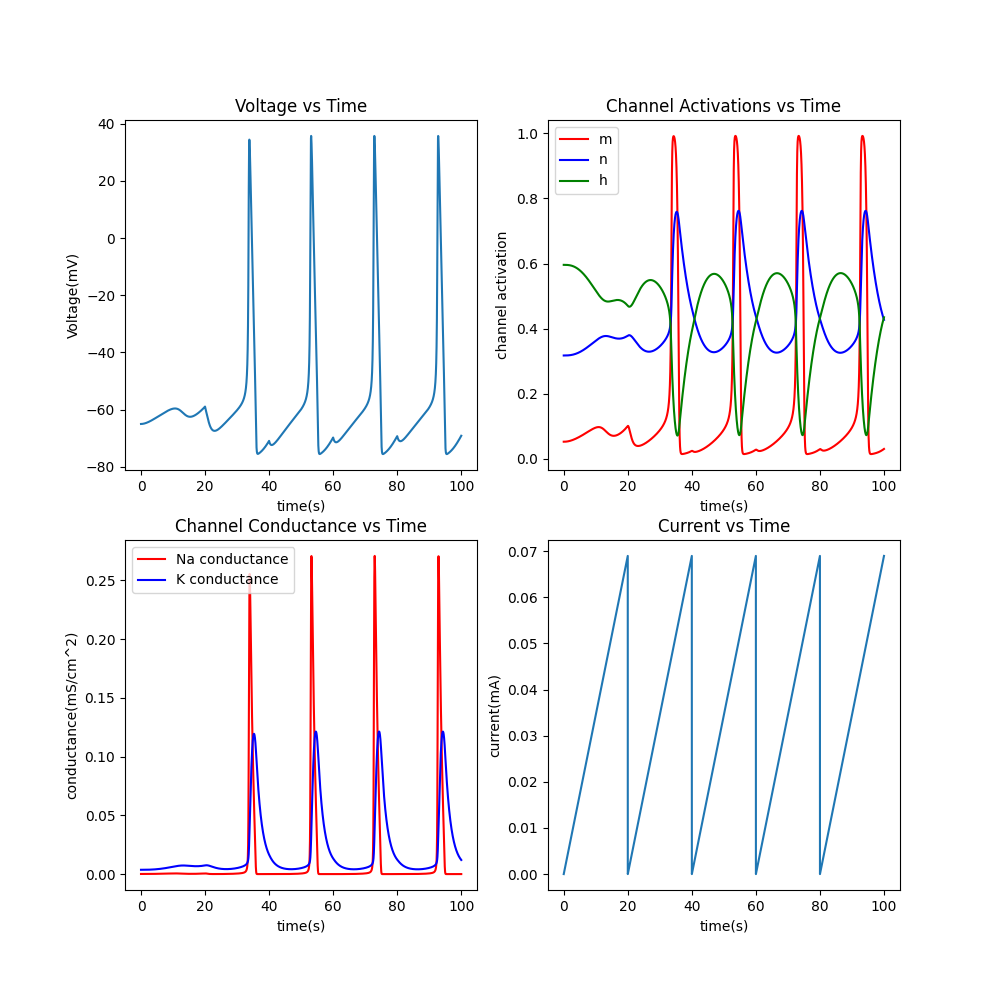 Voltage vs Time
40
20
0
−20
−40
−60
−80
Voltage(mV)
0 20 40 60 80 100
time(s)
Channel Activations vs Time
1.0
0.8
0.6
0.4
0.2
0.0
channel activation
m
n
h
0 20 40 60 80 100
time(s)
Channel Conductance vs Time
0.25
0.20
0.15
0.10
0.05
0.00
conductance(mS/cm^2)
Na conductance
K conductance
0 20 40 60 80 100
time(s)
Current vs Time
0.07
0.06
0.05
0.04
0.03
0.02
0.01
0.00
current(mA)
0 20 40 60 80 100
time(s)